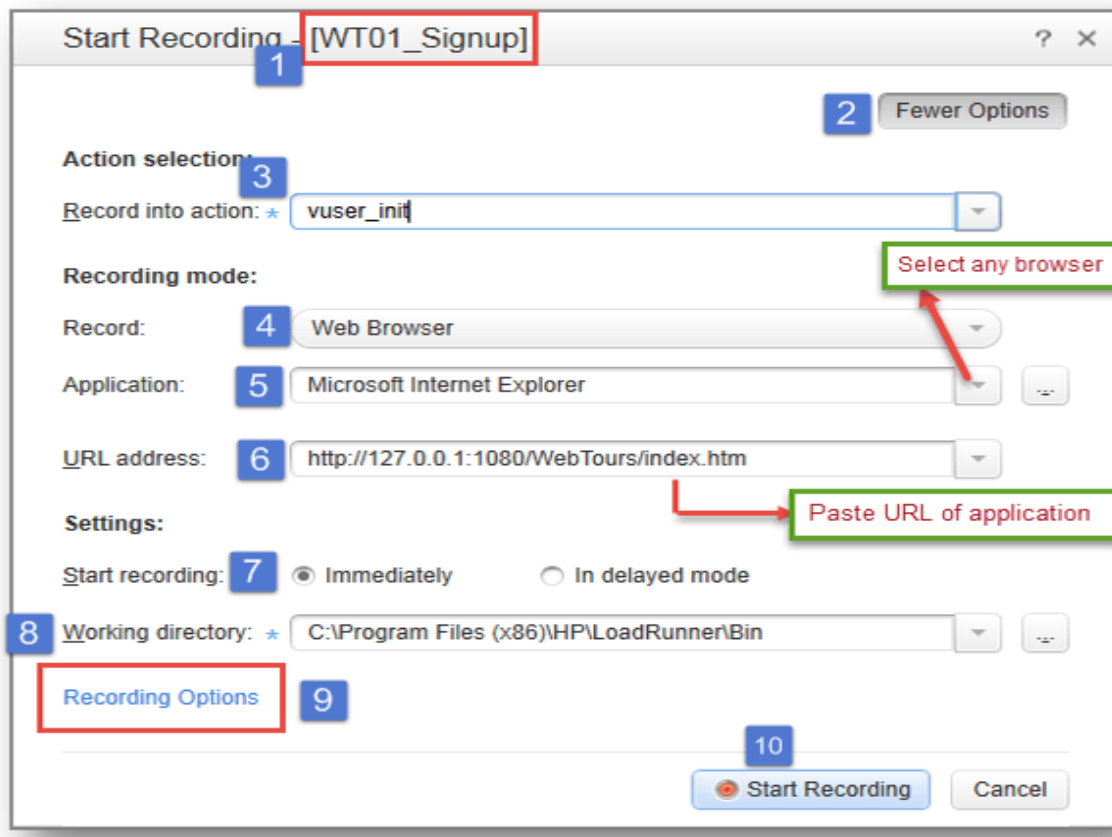 Start Recording - [WT01_Signup] ? ×
1
2 Fewer Options
Action selection:
3
Record into action: * vuser_init
Select any browser
Recording mode:
Record: 4 Web Browser
Application: 5 Microsoft Internet Explorer ...
URL address: 6 http://127.0.0.1:1080/WebTours/index.htm
Paste URL of application
Settings:
Start recording: 7 Immediately In delayed mode
8 Working directory: * C:\Program Files (x86)\HP\LoadRunner\Bin ...
Recording Options 9
10
Start Recording Cancel